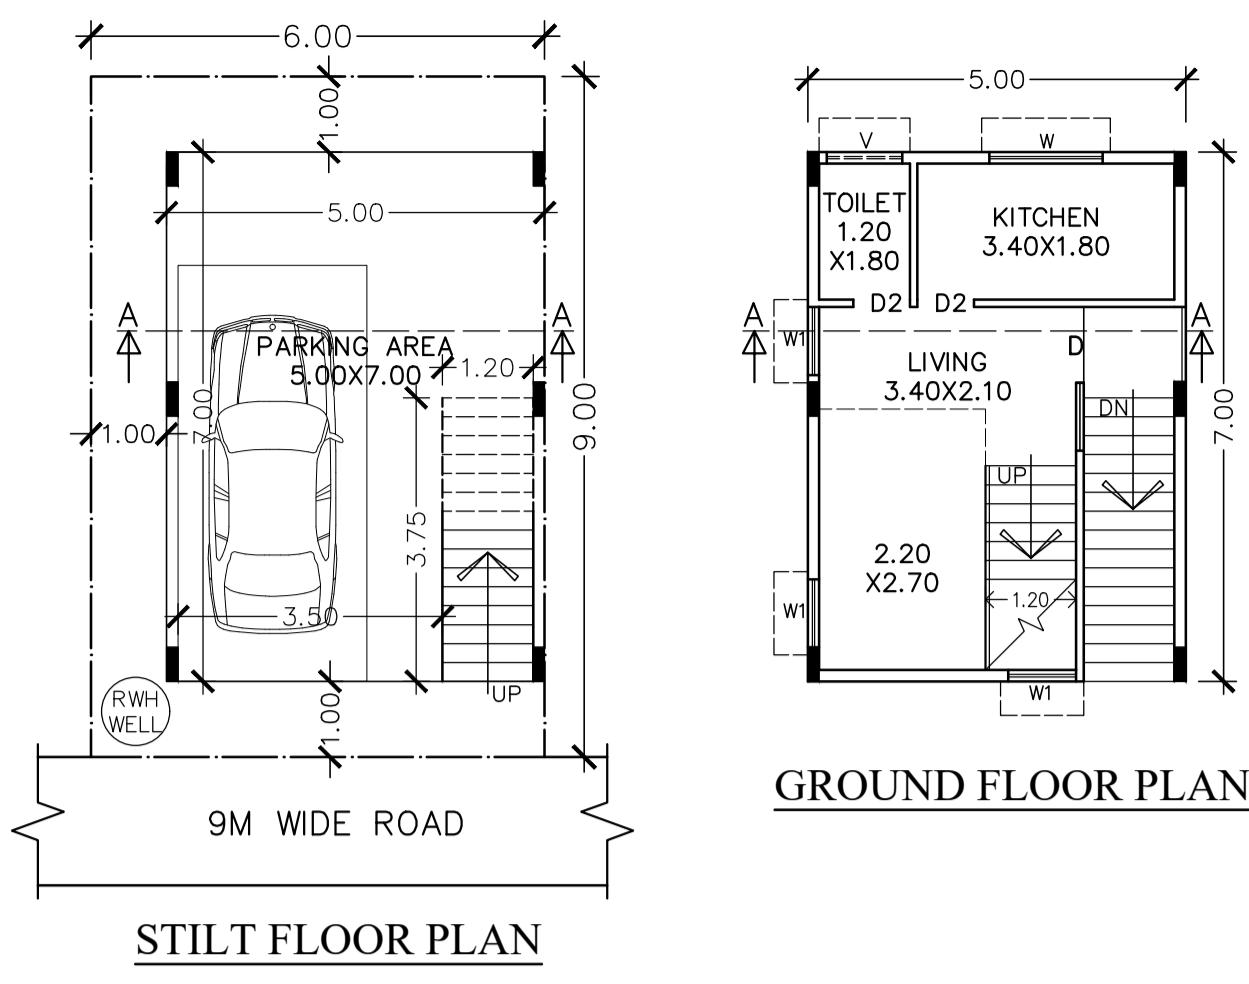 6.00
1.00
5.00
A
A
PARKING AREA
5.00X7.00
1.20
7.00
9.00
1.00
3.75
3.50
UP
RWH
WELL
1.00
9M WIDE ROAD
STILT FLOOR PLAN
5.00
V
W
TOILET
1.20
X1.80
KITCHEN
3.40X1.80
D2
D2
A
A
W1
LIVING
3.40X2.10
D
DN
7.00
UP
2.20
X2.70
1.20
W1
W1
GROUND FLOOR PLAN